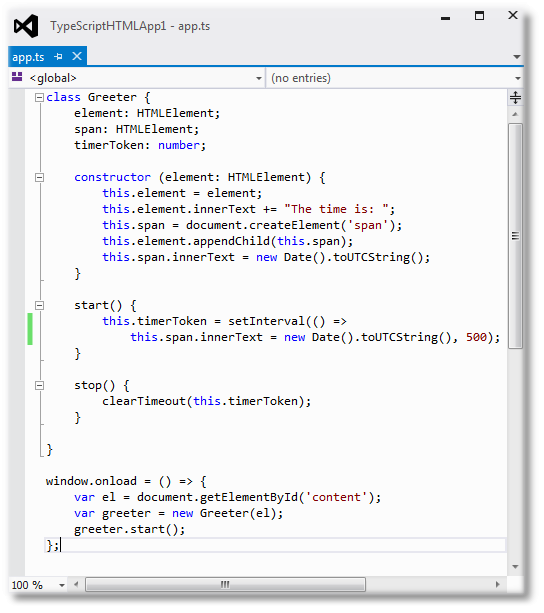 TypeScriptHTMLApp1 - app.ts
app.ts
<global> (no entries)
class Greeter {
    element: HTMLElement;
    span: HTMLElement;
    timerToken: number;

    constructor (element: HTMLElement) {
        this.element = element;
        this.element.innerText += "The time is: ";
        this.span = document.createElement('span');
        this.element.appendChild(this.span);
        this.span.innerText = new Date().toUTCString();
    }

    start() {
        this.timerToken = setInterval(() =>
            this.span.innerText = new Date().toUTCString(), 500);
    }

    stop() {
        clearTimeout(this.timerToken);
    }

}

window.onload = () => {
    var el = document.getElementById('content');
    var greeter = new Greeter(el);
    greeter.start();
};
100 %